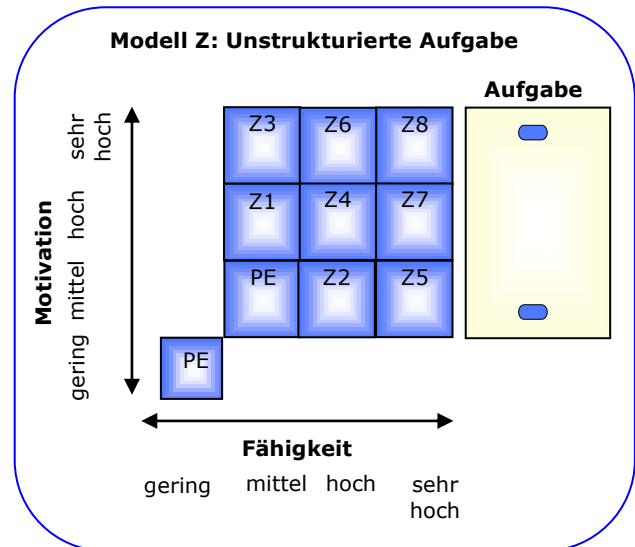 Modell Z: Unstrukturierte Aufgabe
Aufgabe
Motivation
sehr
hoch
hoch
mittel
gering
Z3 Z6 Z8
Z1 Z4 Z7
PE Z2 Z5
PE
Fähigkeit
gering mittel hoch sehr
hoch